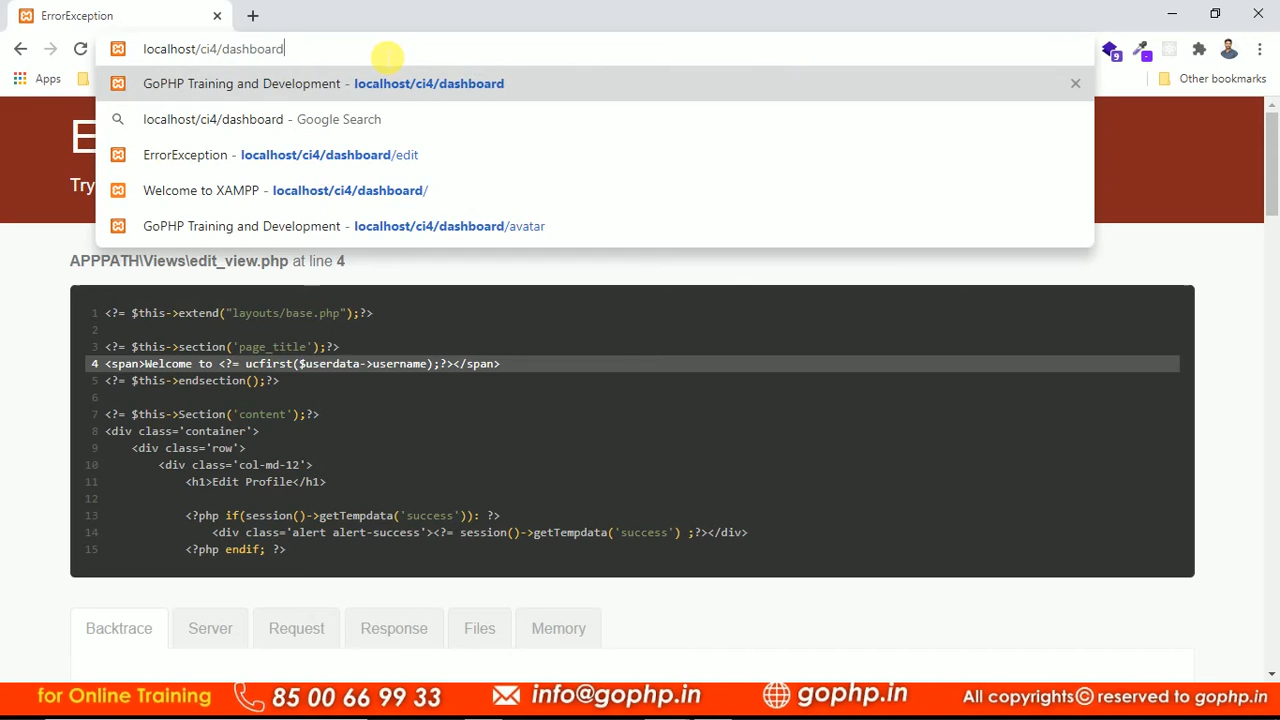 ErrorException
localhost/ci4/dashboard
GoPHP Training and Development - localhost/ci4/dashboard
localhost/ci4/dashboard - Google Search
ErrorException - localhost/ci4/dashboard/edit
Welcome to XAMPP - localhost/ci4/dashboard/
GoPHP Training and Development - localhost/ci4/dashboard/avatar
9
-
Apps
Other bookmarks
E
Try
APPPATH\Views\edit_view.php at line 4
1 <?= $this->extend("layouts/base.php");?>
2
3 <?= $this->section('page_title');?>
4 <span>Welcome to <?= ucfirst($userdata->username);?></span>
5 <?= $this->endsection();?>
6
7 <?= $this->Section('content');?>
8 <div class='container'>
9 <div class='row'>
10 <div class='col-md-12'>
11 <h1>Edit Profile</h1>
12
13 <?php if(session()->getTempdata('success')): ?>
14 <div class='alert alert-success'><?= session()->getTempdata('success') ;?></div>
15 <?php endif; ?>
Backtrace Server Request Response Files Memory
for Online Training 85 00 66 99 33 info@gophp.in gophp.in All copyrights© reserved to gophp.in